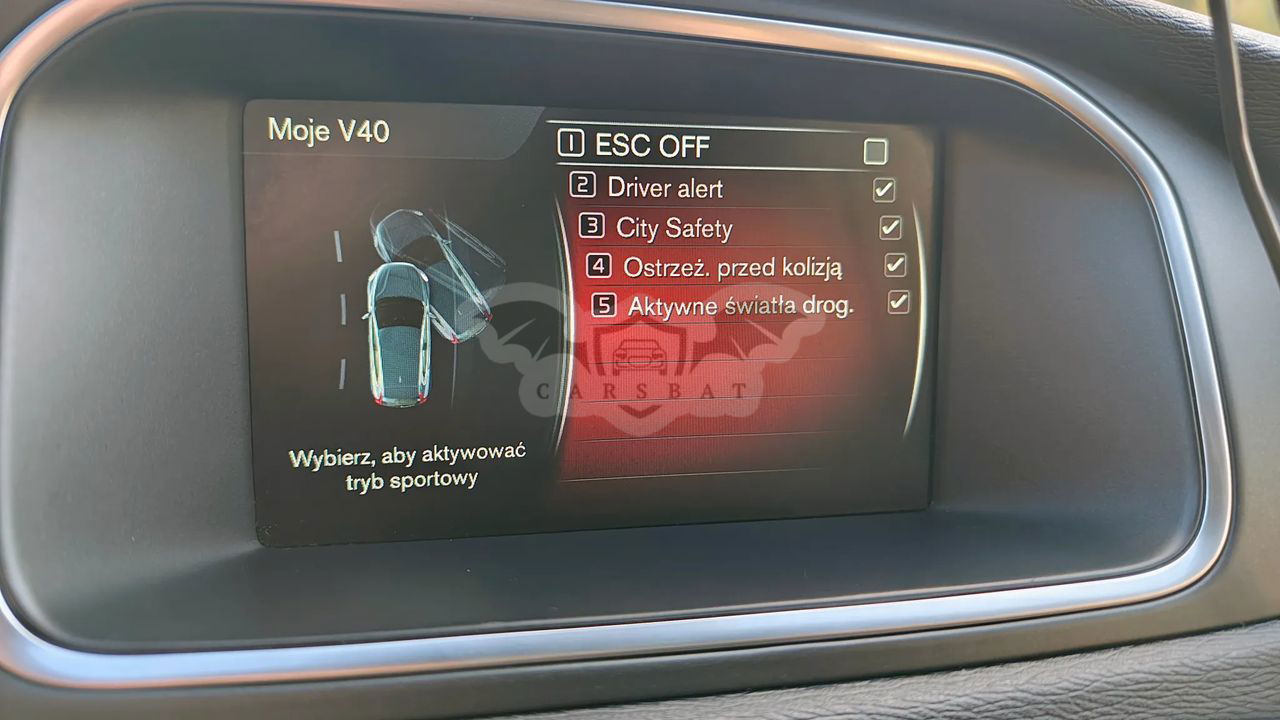 Moje V40
1 ESC OFF
2 Driver alert
3 City Safety
4 Ostrzeż. przed kolizją
5 Aktywne światła drog.
CARSBAT
Wybierz, aby aktywować
tryb sportowy